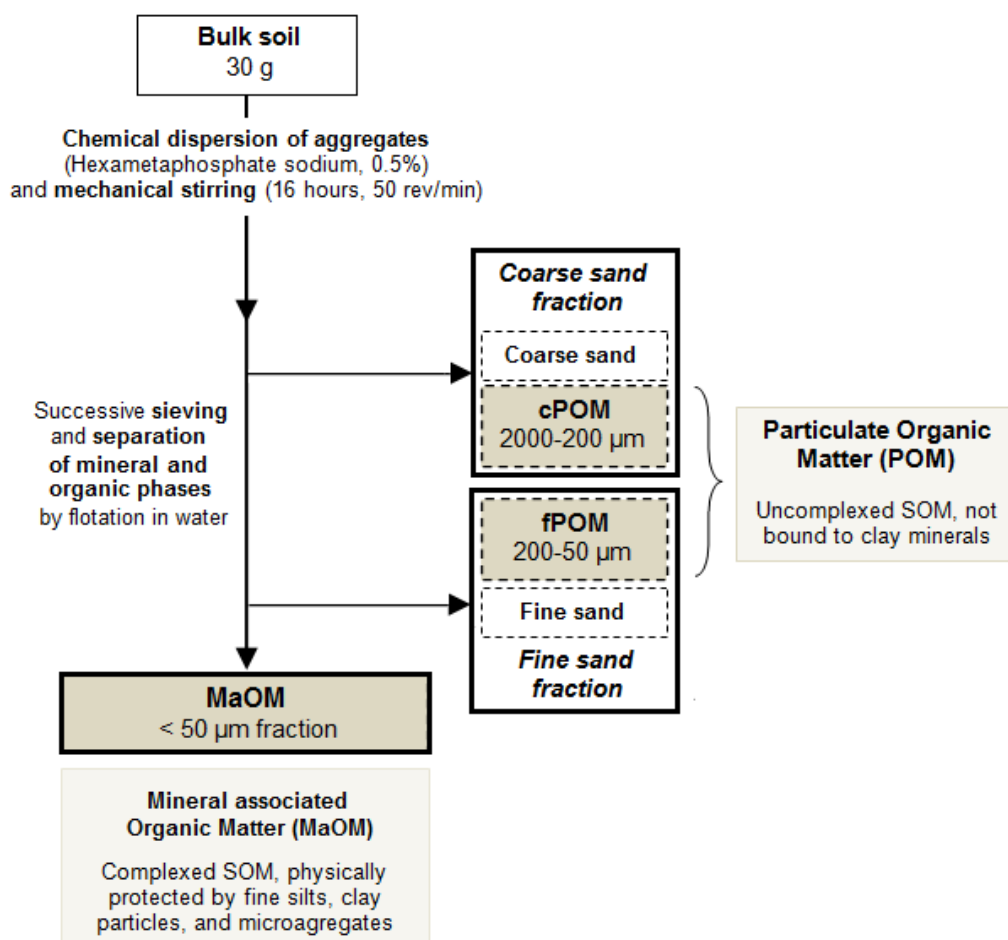 Bulk soil
30 g
Chemical dispersion of aggregates
(Hexametaphosphate sodium, 0.5%)
and mechanical stirring (16 hours, 50 rev/min)
Successive sieving
and separation
of mineral and
organic phases
by flotation in water
Coarse sand
fraction
Coarse sand
cPOM
2000-200 µm
fPOM
200-50 µm
Fine sand
Fine sand
fraction
Particulate Organic
Matter (POM)
Uncomplexed SOM, not
bound to clay minerals
MaOM
< 50 µm fraction
Mineral associated
Organic Matter (MaOM)
Complexed SOM, physically
protected by fine silts, clay
particles, and microagregates